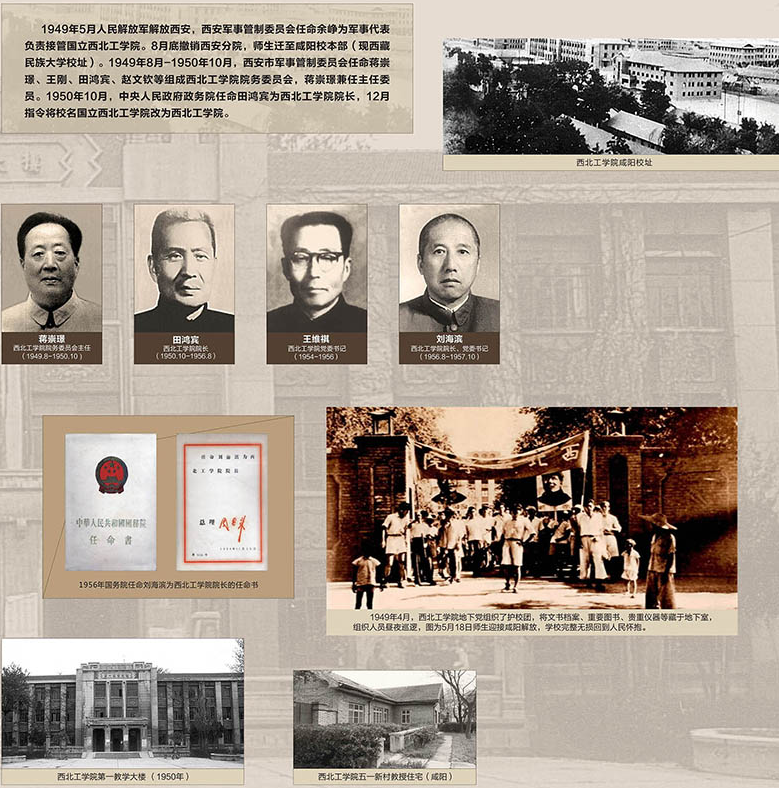 1949年5月人民解放军解放西安，西安军事管制委员会任命余峥为军事代表
负责接管国立西北工学院。8月底撤销西安分院，师生迁至咸阳校本部（现西藏
民族大学校址）。1949年8月-1950年10月，西安市军事管制委员会任命蒋崇
璟、王刚、田鸿宾、赵文钦等组成西北工学院院务委员会，蒋崇璟兼任主任委
员。1950年10月，中央人民政府政务院任命田鸿宾为西北工学院院长，12月
指令将校名国立西北工学院改为西北工学院。
西北工学院咸阳校址
蒋崇璟
西北工学院院务委员会主任
（1949.8-1950.10）
田鸿宾
西北工学院院长
（1950.10-1956.8）
王维祺
西北工学院党委书记
（1954-1956）
刘海滨
西北工学院院长、党委书记
（1956.8-1957.10）
中華人民共和國國務院
任命書
任命刘海滨为西
北工学院院长
总理 周恩来
1956年国务院任命刘海滨为西北工学院院长的任命书
院學工北西
1949年4月，西北工学院地下党组织了护校团，将文书档案、重要图书、贵重仪器等藏于地下室，
组织人员昼夜巡逻，图为5月18日师生迎接咸阳解放，学校完整无损回到人民怀抱。
西北工学院第一教学大楼（1950年）
西北工学院五一新村教授住宅（咸阳）